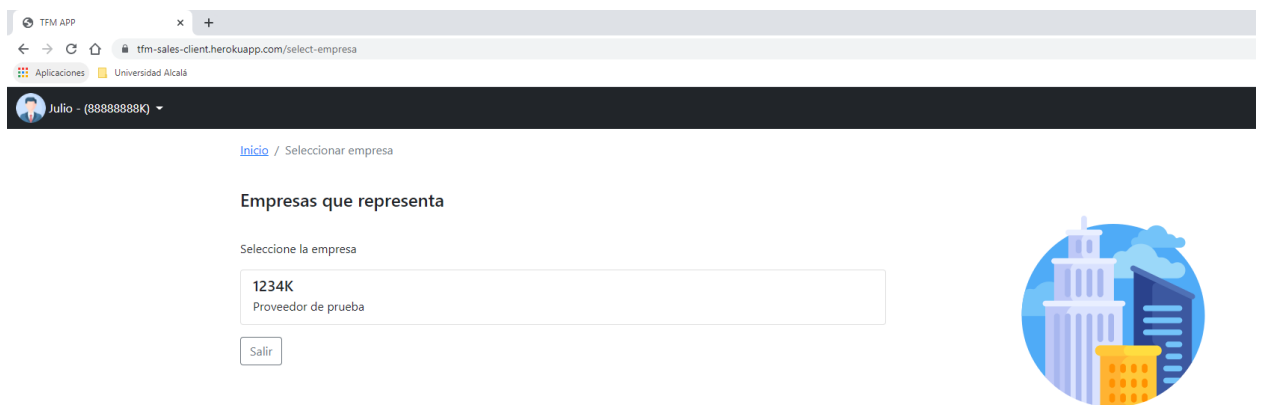 TFM APP
tfm-sales-client.herokuapp.com/select-empresa
Aplicaciones Universidad Alcalá
Julio - (88888888K)
Inicio / Seleccionar empresa
Empresas que representa
Seleccione la empresa
1234K
Proveedor de prueba
Salir